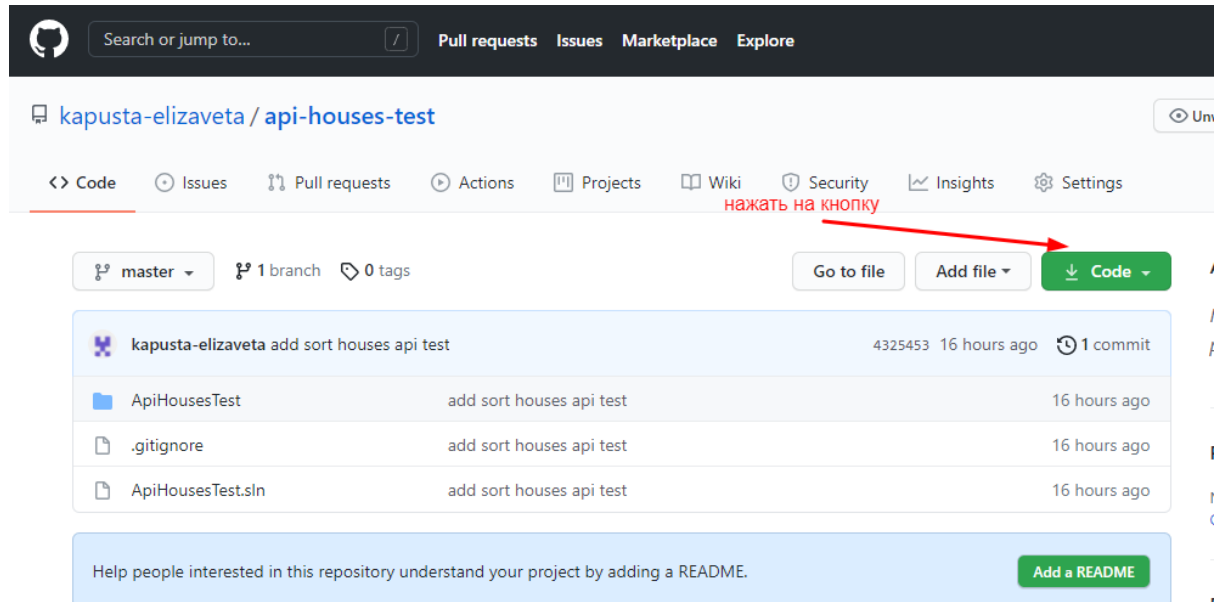 Search or jump to... / Pull requests Issues Marketplace Explore
kapusta-elizaveta / api-houses-test
<> Code Issues Pull requests Actions Projects Wiki Security Insights Settings
нажать на кнопку
master 1 branch 0 tags Go to file Add file Code
kapusta-elizaveta add sort houses api test 4325453 16 hours ago 1 commit
ApiHousesTest add sort houses api test 16 hours ago
.gitignore add sort houses api test 16 hours ago
ApiHousesTest.sln add sort houses api test 16 hours ago
Help people interested in this repository understand your project by adding a README. Add a README